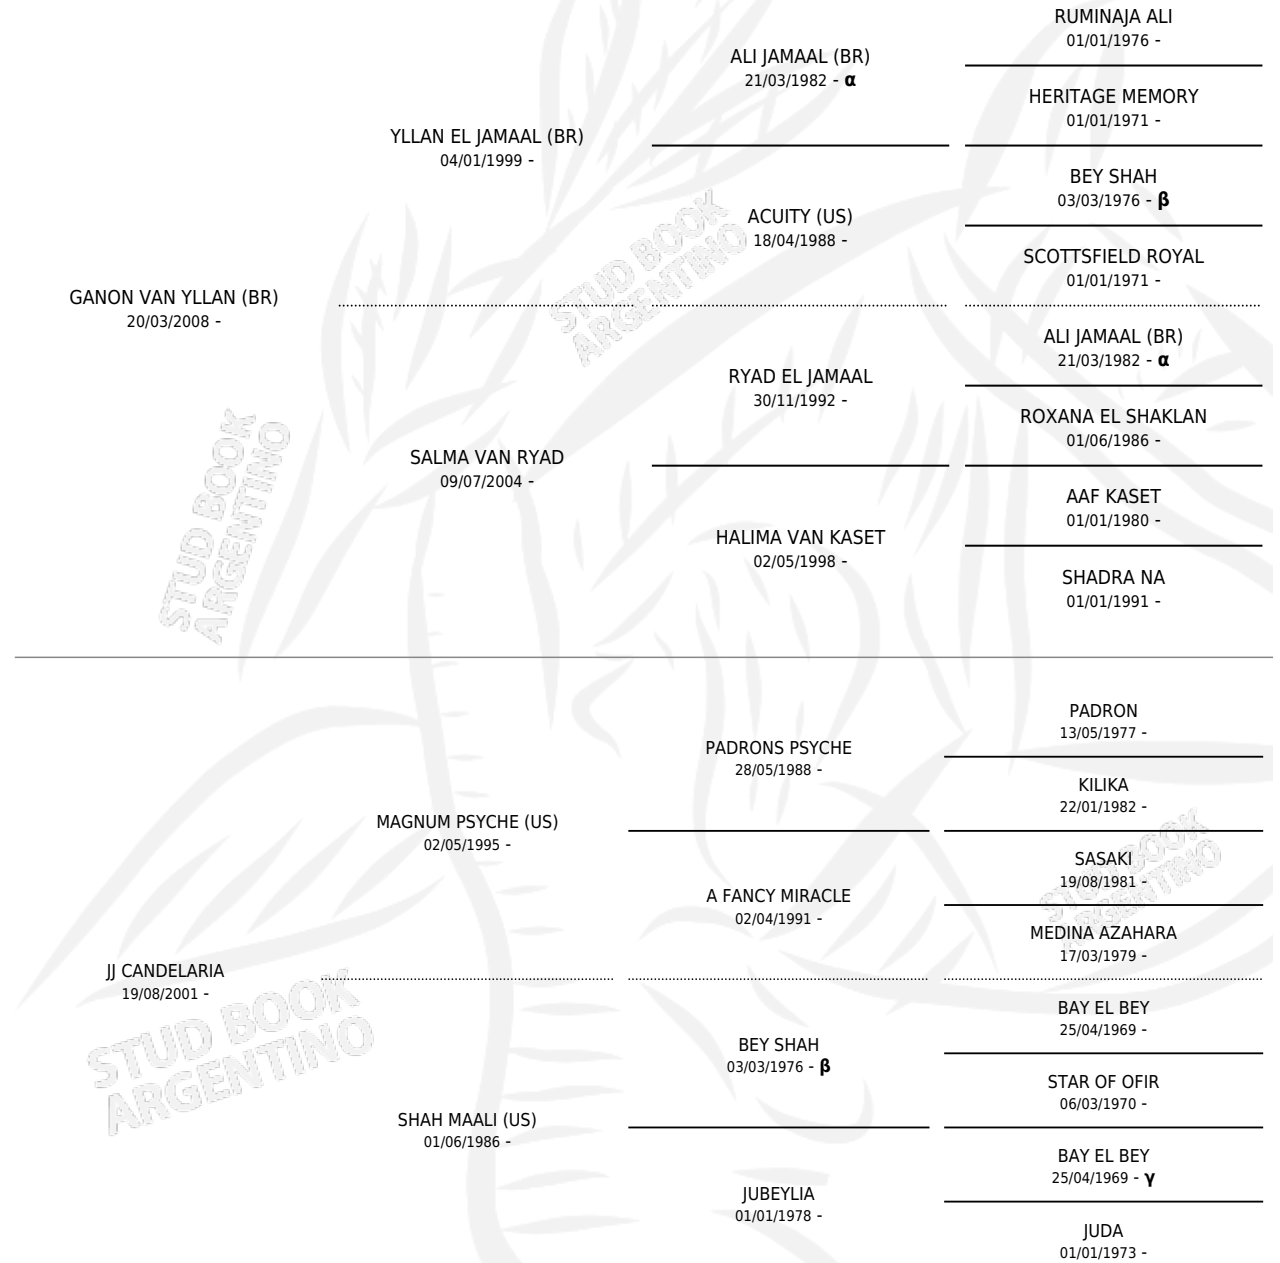 RUMINAJA ALI
01/01/1976 -
ALI JAMAAL (BR)
21/03/1982 - α
HERITAGE MEMORY
01/01/1971 -
YLLAN EL JAMAAL (BR)
04/01/1999 -
BEY SHAH
03/03/1976 - β
ACUITY (US)
18/04/1988 -
SCOTTSFIELD ROYAL
01/01/1971 -
GANON VAN YLLAN (BR)
20/03/2008 -
ALI JAMAAL (BR)
21/03/1982 - α
RYAD EL JAMAAL
30/11/1992 -
ROXANA EL SHAKLAN
01/06/1986 -
SALMA VAN RYAD
09/07/2004 -
AAF KASET
01/01/1980 -
HALIMA VAN KASET
02/05/1998 -
SHADRA NA
01/01/1991 -
PADRON
13/05/1977 -
PADRONS PSYCHE
28/05/1988 -
KILIKA
22/01/1982 -
MAGNUM PSYCHE (US)
02/05/1995 -
SASAKI
19/08/1981 -
A FANCY MIRACLE
02/04/1991 -
MEDINA AZAHARA
17/03/1979 -
JJ CANDELARIA
19/08/2001 -
BAY EL BEY
25/04/1969 -
BEY SHAH
03/03/1976 - β
STAR OF OFIR
06/03/1970 -
SHAH MAALI (US)
01/06/1986 -
BAY EL BEY
25/04/1969 - γ
JUBEYLIA
01/01/1978 -
JUDA
01/01/1973 -
STUD BOOK
ARGENTINO
STUD BOOK
ARGENTINO
STUD BOOK
ARGENTINO
STUD BOOK
ARGENTINO